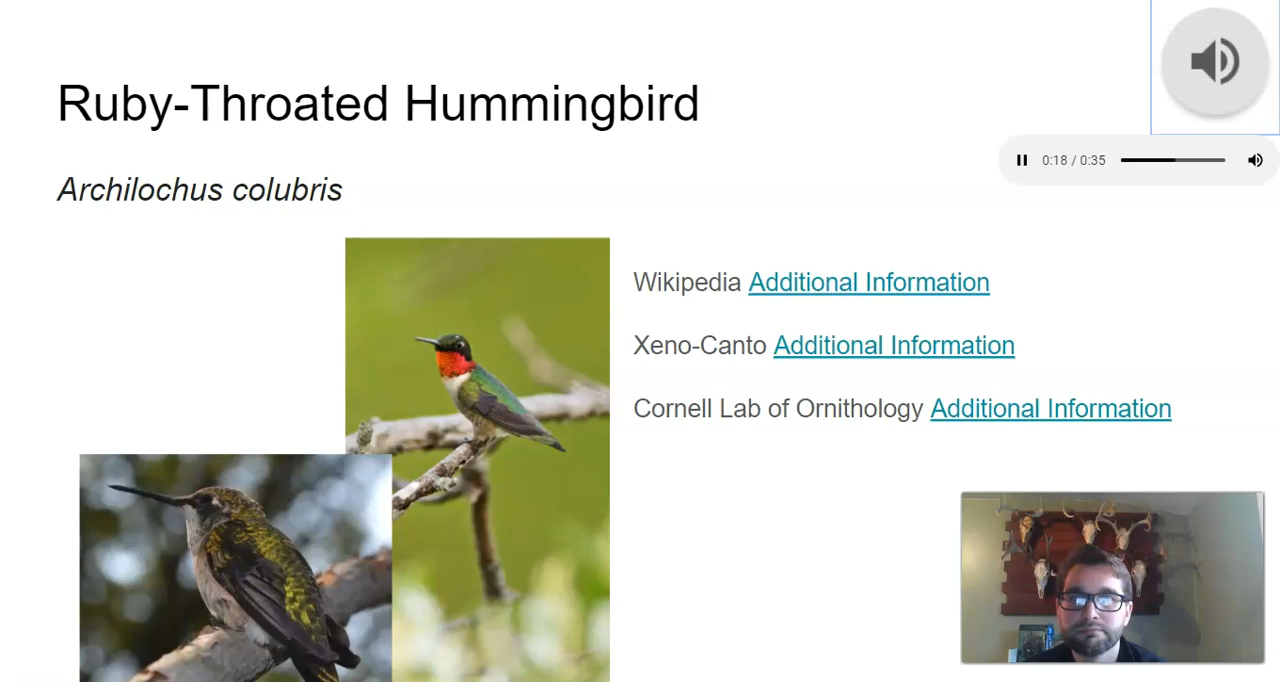 Ruby-Throated Hummingbird
0:18 / 0:35
Archilochus colubris
Wikipedia Additional Information
Xeno-Canto Additional Information
Cornell Lab of Ornithology Additional Information